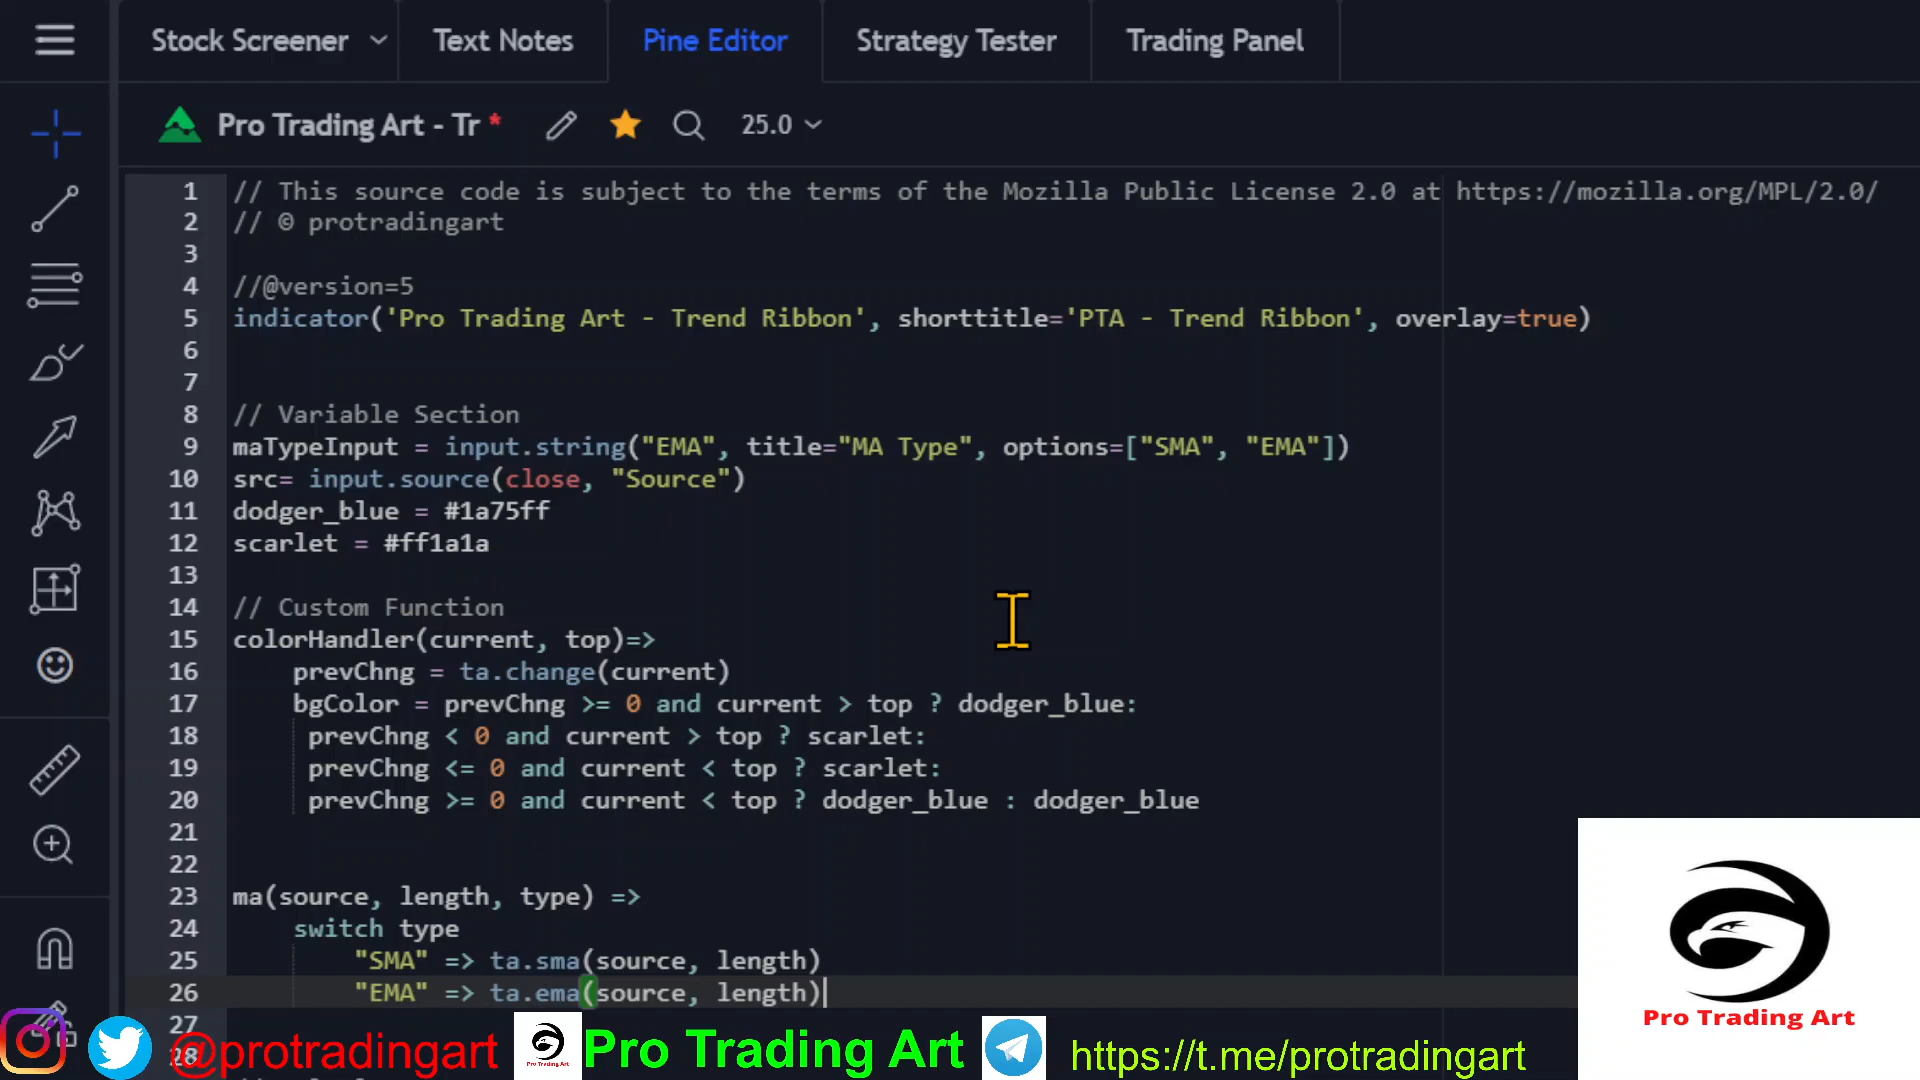 Stock Screener
Text Notes
Pine Editor
Strategy Tester
Trading Panel
Pro Trading Art - Tr *
25.0
1 // This source code is subject to the terms of the Mozilla Public License 2.0 at https://mozilla.org/MPL/2.0/
2 // © protradingart
3
4 //@version=5
5 indicator('Pro Trading Art - Trend Ribbon', shorttitle='PTA - Trend Ribbon', overlay=true)
6
7
8 // Variable Section
9 maTypeInput = input.string("EMA", title="MA Type", options=["SMA", "EMA"])
10 src= input.source(close, "Source")
11 dodger_blue = #1a75ff
12 scarlet = #ff1a1a
13
14 // Custom Function
15 colorHandler(current, top)=>
16 prevChng = ta.change(current)
17 bgColor = prevChng >= 0 and current > top ? dodger_blue:
18 prevChng < 0 and current > top ? scarlet:
19 prevChng <= 0 and current < top ? scarlet:
20 prevChng >= 0 and current < top ? dodger_blue : dodger_blue
21
22
23 ma(source, length, type) =>
24 switch type
25 "SMA" => ta.sma(source, length)
26 "EMA" => ta.ema(source, length)
27
28
Pro Trading Art
@protradingart
Pro Trading Art
Pro Trading Art
https://t.me/protradingart